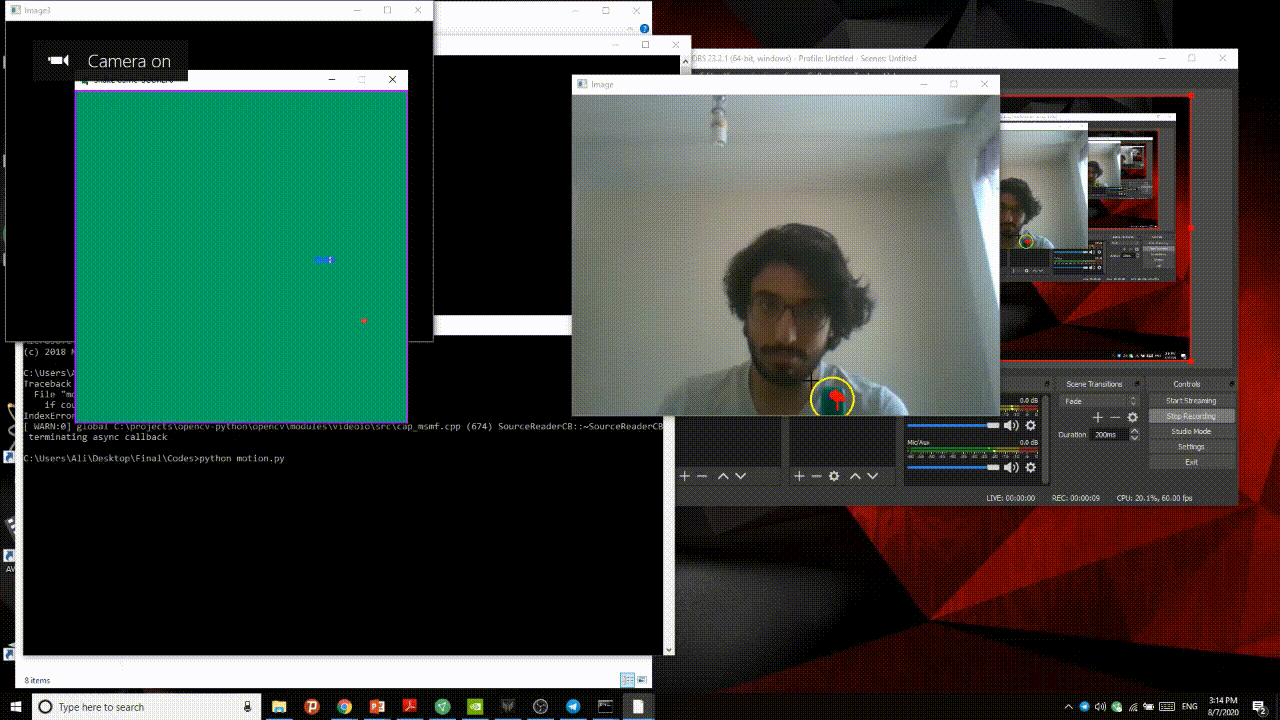 Image3
Camera on
OBS 23.2.1 (64-bit, windows) - Profile: Untitled - Scenes: Untitled
Image
(c) 2018 M
C:\Users\A
Traceback
File "mo
if cou
IndexError
[ WARN:0] global C:\projects\opencv-python\opencv\modules\videoio\src\cap_msmf.cpp (674) SourceReaderCB::~SourceReaderCB
terminating async callback
C:\Users\Ali\Desktop\Final\Codes>python motion.py
Scene Transitions
Controls
Fade
Duration
200ms
Start Streaming
Stop Recording
Studio Mode
Settings
Exit
0.0 dB
Mic/Aux
0.0 dB
LIVE: 00:00:00
REC: 00:00:09
CPU: 20.1%, 60.00 fps
AV
8 items
Type here to search
ENG
3:14 PM
8/7/2020
2